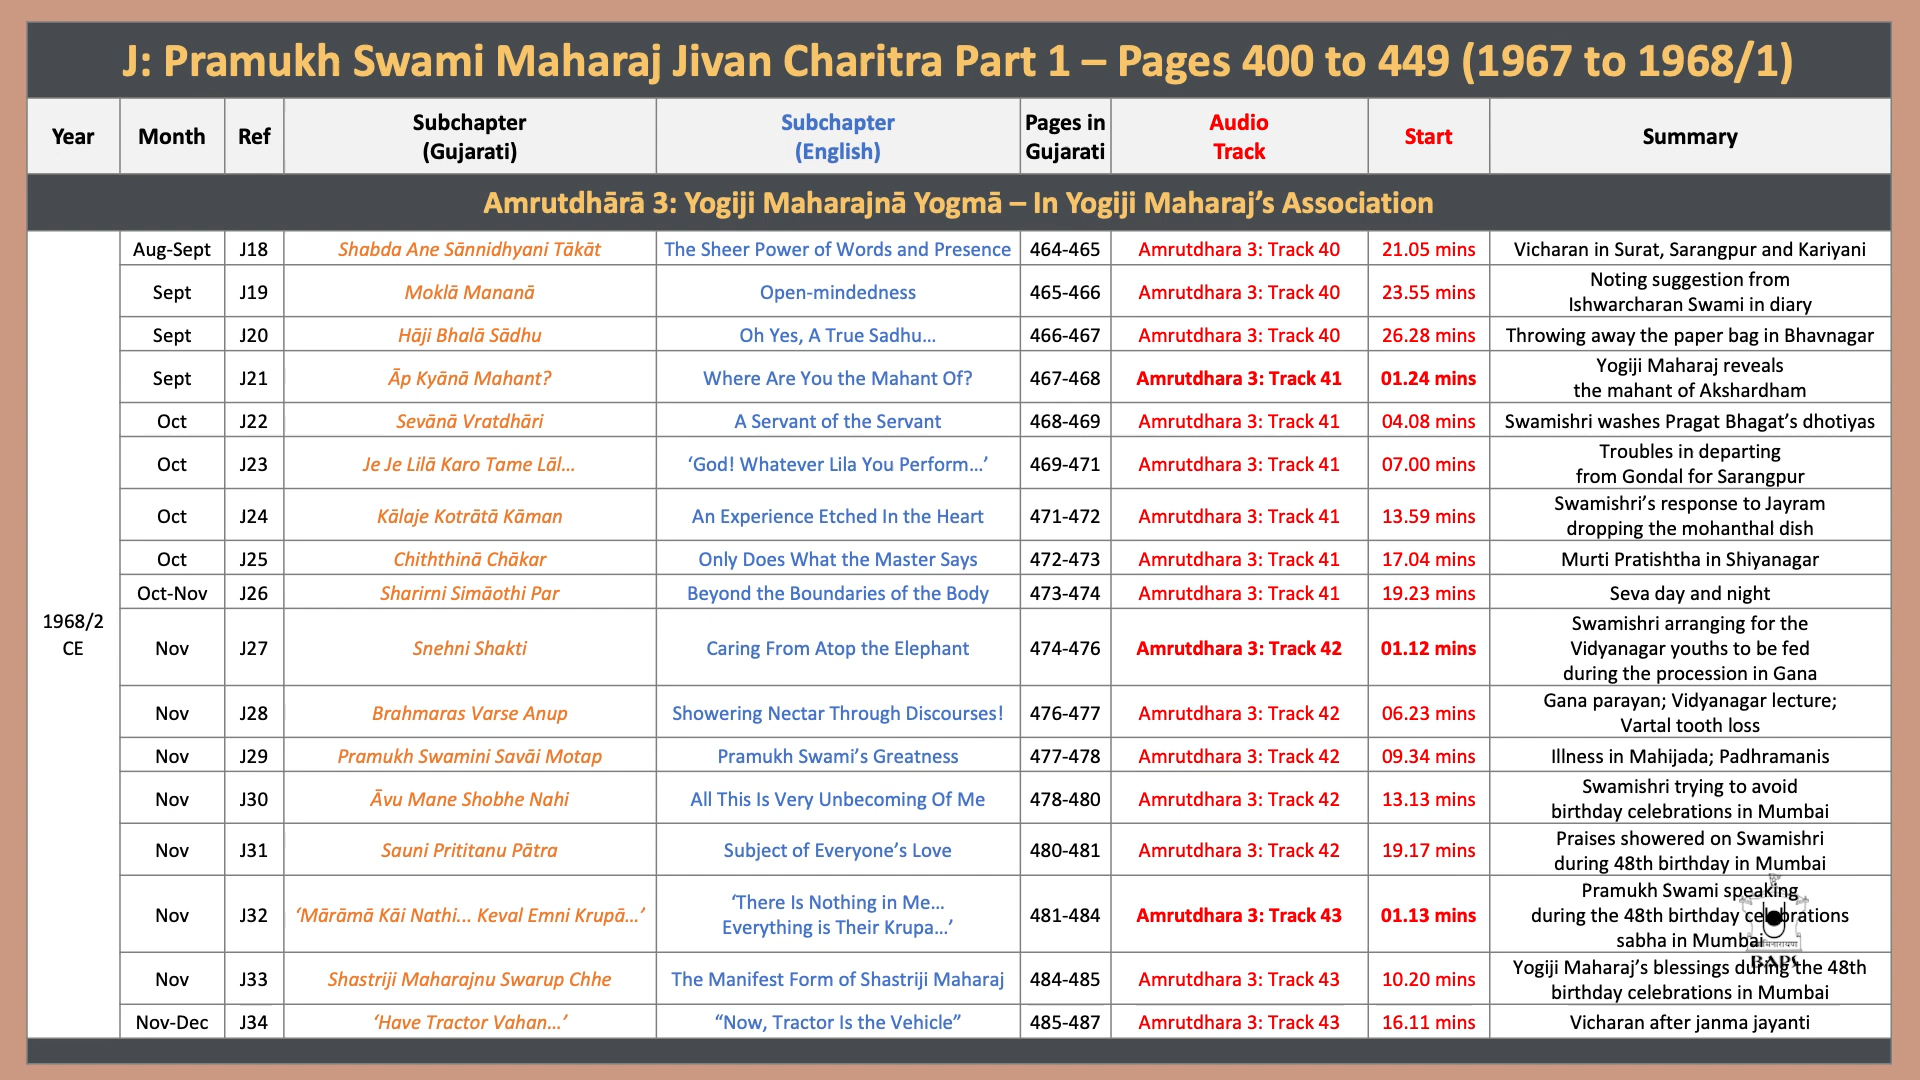 J: Pramukh Swami Maharaj Jivan Charitra Part 1 – Pages 400 to 449 (1967 to 1968/1)
Year Month Ref Subchapter (Gujarati) Subchapter (English) Pages in Gujarati Audio Track Start Summary
Amrutdhārā 3: Yogiji Maharajnā Yogmā – In Yogiji Maharaj’s Association
1968/2 CE
Aug-Sept J18 Shabda Ane Sānnidhyani Tākāt The Sheer Power of Words and Presence 464-465 Amrutdhara 3: Track 40 21.05 mins Vicharan in Surat, Sarangpur and Kariyani
Sept J19 Moklā Mananā Open-mindedness 465-466 Amrutdhara 3: Track 40 23.55 mins Noting suggestion from Ishwarcharan Swami in diary
Sept J20 Hāji Bhalā Sādhu Oh Yes, A True Sadhu… 466-467 Amrutdhara 3: Track 40 26.28 mins Throwing away the paper bag in Bhavnagar
Sept J21 Āp Kyānā Mahant? Where Are You the Mahant Of? 467-468 Amrutdhara 3: Track 41 01.24 mins Yogiji Maharaj reveals the mahant of Akshardham
Oct J22 Sevānā Vratdhāri A Servant of the Servant 468-469 Amrutdhara 3: Track 41 04.08 mins Swamishri washes Pragat Bhagat’s dhotiyas
Oct J23 Je Je Lilā Karo Tame Lāl… ‘God! Whatever Lila You Perform…’ 469-471 Amrutdhara 3: Track 41 07.00 mins Troubles in departing from Gondal for Sarangpur
Oct J24 Kālaje Kotrātā Kāman An Experience Etched In the Heart 471-472 Amrutdhara 3: Track 41 13.59 mins Swamishri’s response to Jayram dropping the mohanthal dish
Oct J25 Chiththinā Chākar Only Does What the Master Says 472-473 Amrutdhara 3: Track 41 17.04 mins Murti Pratishtha in Shiyanagar
Oct-Nov J26 Sharirni Simāothi Par Beyond the Boundaries of the Body 473-474 Amrutdhara 3: Track 41 19.23 mins Seva day and night
Nov J27 Snehni Shakti Caring From Atop the Elephant 474-476 Amrutdhara 3: Track 42 01.12 mins Swamishri arranging for the Vidyanagar youths to be fed during the procession in Gana
Nov J28 Brahmaras Varse Anup Showering Nectar Through Discourses! 476-477 Amrutdhara 3: Track 42 06.23 mins Gana parayan; Vidyanagar lecture; Vartal tooth loss
Nov J29 Pramukh Swamini Savāi Motap Pramukh Swami’s Greatness 477-478 Amrutdhara 3: Track 42 09.34 mins Illness in Mahijada; Padhramanis
Nov J30 Āvu Mane Shobhe Nahi All This Is Very Unbecoming Of Me 478-480 Amrutdhara 3: Track 42 13.13 mins Swamishri trying to avoid birthday celebrations in Mumbai
Nov J31 Sauni Prititanu Pātra Subject of Everyone’s Love 480-481 Amrutdhara 3: Track 42 19.17 mins Praises showered on Swamishri during 48th birthday in Mumbai
Nov J32 ‘Mārāmā Kāi Nathi... Keval Emni Krupā…’ ‘There Is Nothing in Me… Everything is Their Krupa…’ 481-484 Amrutdhara 3: Track 43 01.13 mins Pramukh Swami speaking during the 48th birthday celebrations sabha in Mumbai
Nov J33 Shastriji Maharajnu Swarup Chhe The Manifest Form of Shastriji Maharaj 484-485 Amrutdhara 3: Track 43 10.20 mins Yogiji Maharaj’s blessings during the 48th birthday celebrations in Mumbai
Nov-Dec J34 ‘Have Tractor Vahan…’ “Now, Tractor Is the Vehicle” 485-487 Amrutdhara 3: Track 43 16.11 mins Vicharan after janma jayanti
BAPS